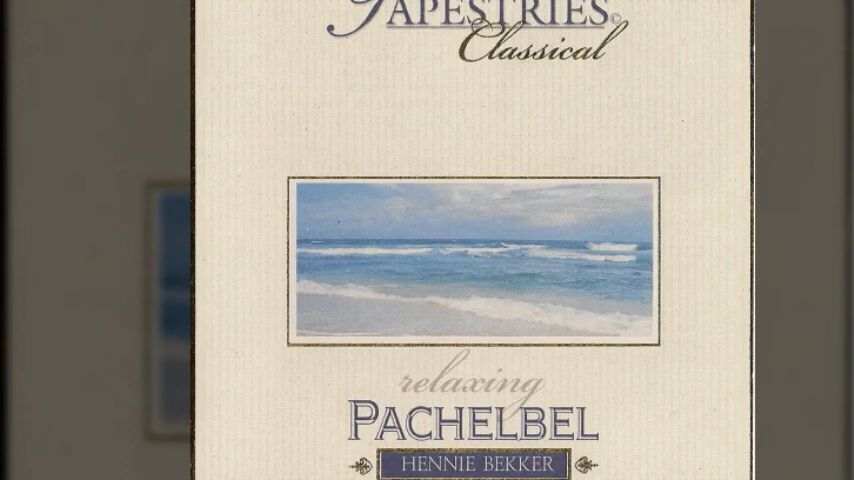 TAPESTRIES©
Classical
relaxing
PACHELBEL
HENNIE BEKKER